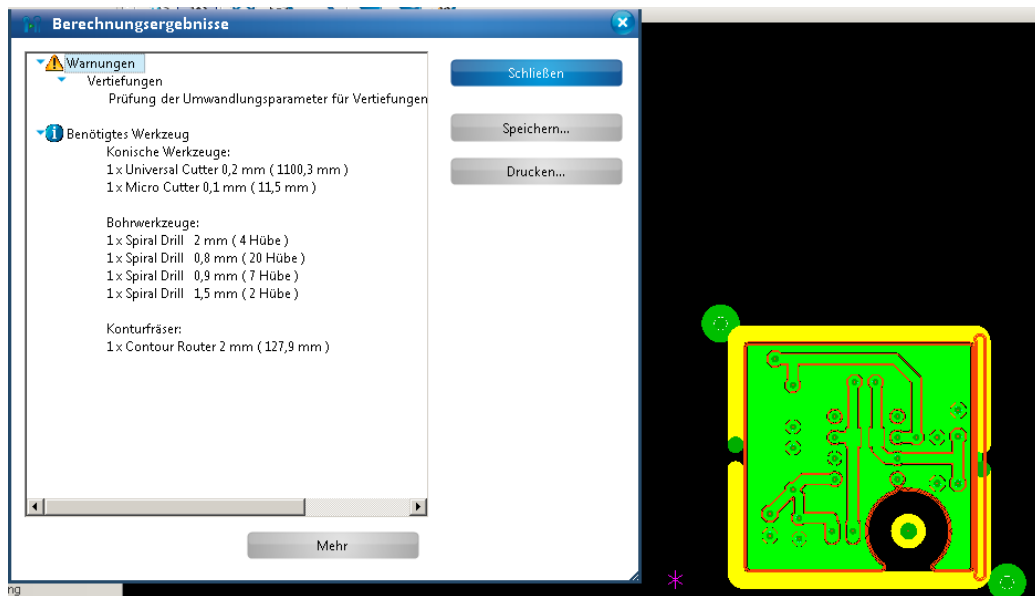 Berechnungsergebnisse
Warnungen
Vertiefungen
Prüfung der Umwandlungsparameter für Vertiefungen
Benötigtes Werkzeug
Konische Werkzeuge:
1 x Universal Cutter 0,2 mm ( 1100,3 mm )
1 x Micro Cutter 0,1 mm ( 11,5 mm )
Bohrwerkzeuge:
1 x Spiral Drill 2 mm ( 4 Hübe )
1 x Spiral Drill 0,8 mm ( 20 Hübe )
1 x Spiral Drill 0,9 mm ( 7 Hübe )
1 x Spiral Drill 1,5 mm ( 2 Hübe )
Konturfräser:
1 x Contour Router 2 mm ( 127,9 mm )
Schließen
Speichern...
Drucken...
Mehr
ng